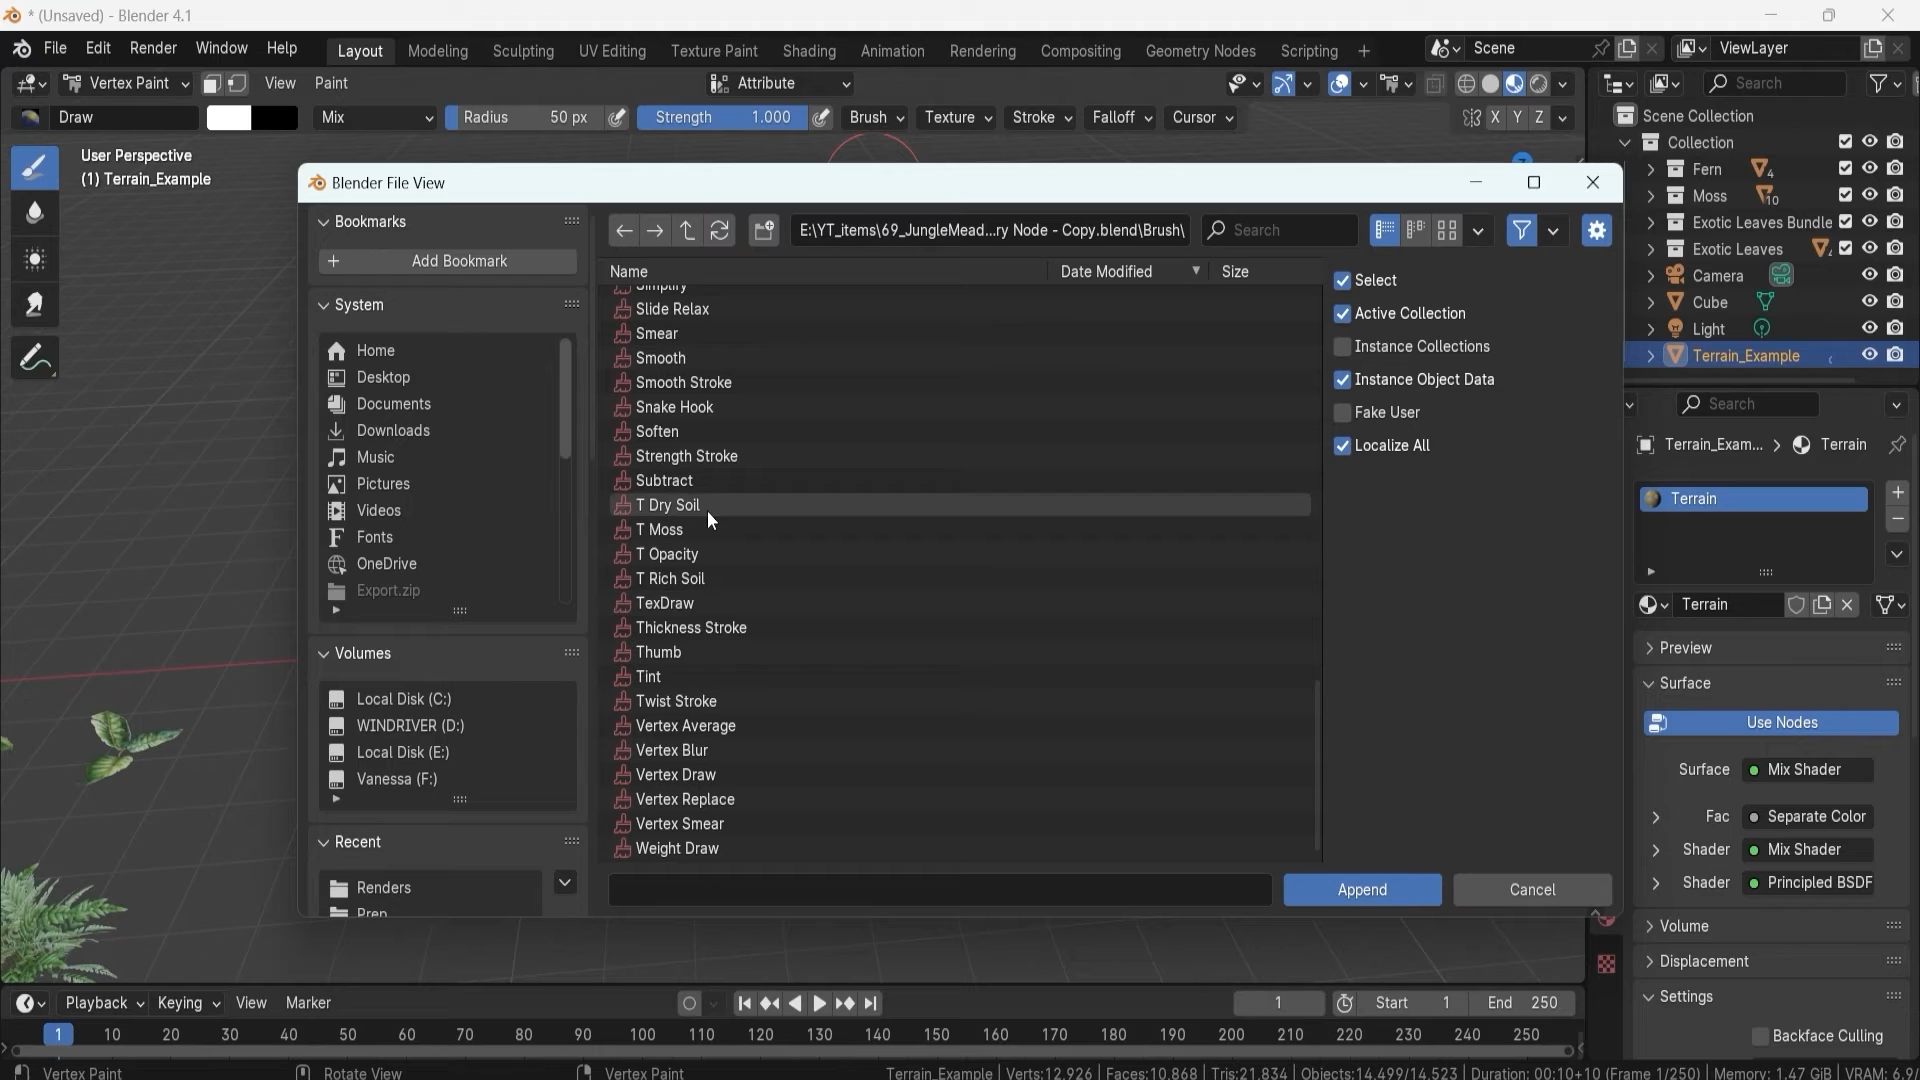 * (Unsaved) - Blender 4.1
File Edit Render Window Help Layout Modeling Sculpting UV Editing Texture Paint Shading Animation Rendering Compositing Geometry Nodes Scripting + Scene ViewLayer
Vertex Paint View Paint Attribute Search
Draw Mix Radius 50 px Strength 1.000 Brush Texture Stroke Falloff Cursor X Y Z
User Perspective
(1) Terrain_Example
Blender File View
Bookmarks
Add Bookmark
System
Home
Desktop
Documents
Downloads
Music
Pictures
Videos
Fonts
OneDrive
Export.zip
Volumes
Local Disk (C:)
WINDRIVER (D:)
Local Disk (E:)
Vanessa (F:)
Recent
Renders
Prep
E:\YT_items\69_JungleMead...ry Node - Copy.blend\Brush\ Search
Name Date Modified Size
Simplify
Slide Relax
Smear
Smooth
Smooth Stroke
Snake Hook
Soften
Strength Stroke
Subtract
T Dry Soil
T Moss
T Opacity
T Rich Soil
TexDraw
Thickness Stroke
Thumb
Tint
Twist Stroke
Vertex Average
Vertex Blur
Vertex Draw
Vertex Replace
Vertex Smear
Weight Draw
Select
Active Collection
Instance Collections
Instance Object Data
Fake User
Localize All
Append Cancel
Scene Collection
Collection
Fern 4
Moss 10
Exotic Leaves Bundle
Exotic Leaves
Camera
Cube
Light
Terrain_Example
Search
Terrain_Exam... Terrain
Terrain
Terrain
Preview
Surface
Use Nodes
Surface Mix Shader
Fac Separate Color
Shader Mix Shader
Shader Principled BSDF
Volume
Displacement
Settings
Backface Culling
Playback Keying View Marker 1 Start 1 End 250
1 10 20 30 40 50 60 70 80 90 100 110 120 130 140 150 160 170 180 190 200 210 220 230 240 250
Vertex Paint Rotate View Vertex Paint Terrain_Example | Verts:12,926 | Faces:10,868 | Tris:21,834 | Objects:14,499/14,523 | Duration: 00:10+10 (Frame 1/250) | Memory: 1.47 GiB | VRAM: 6.9/